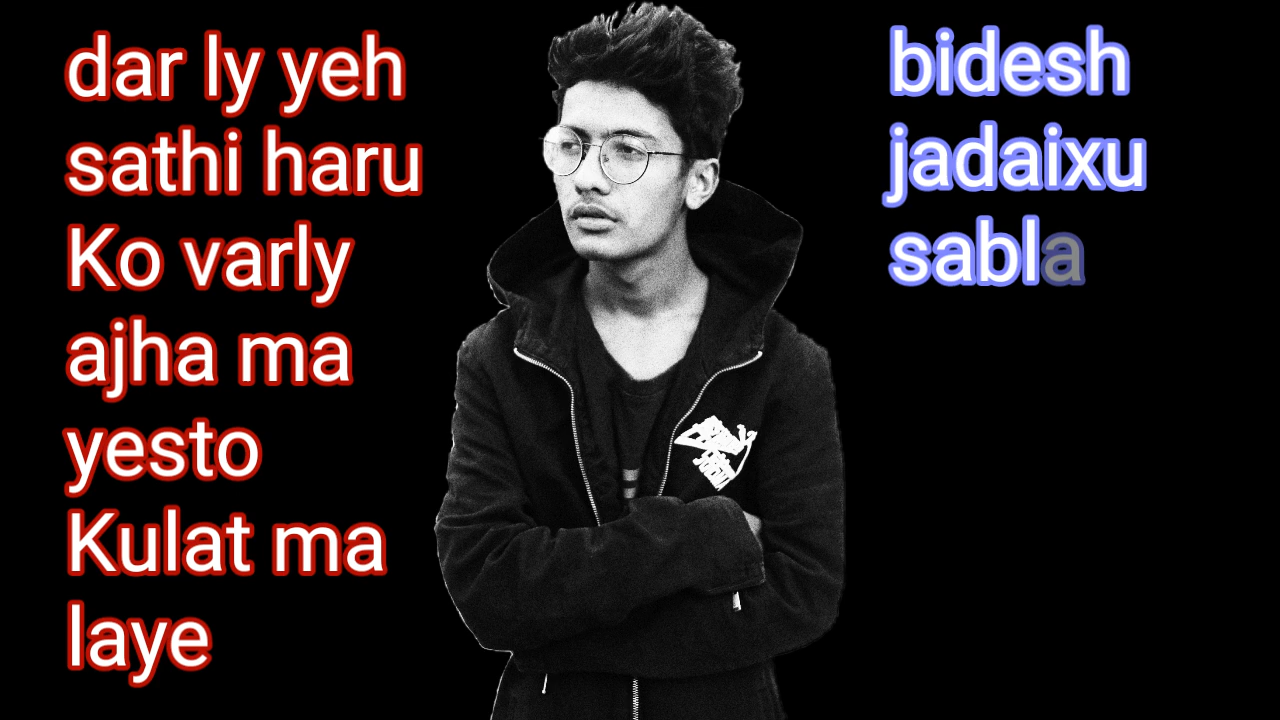 dar ly yeh
sathi haru
Ko varly
ajha ma
yesto
Kulat ma
laye
bidesh
jadaixu
sabla